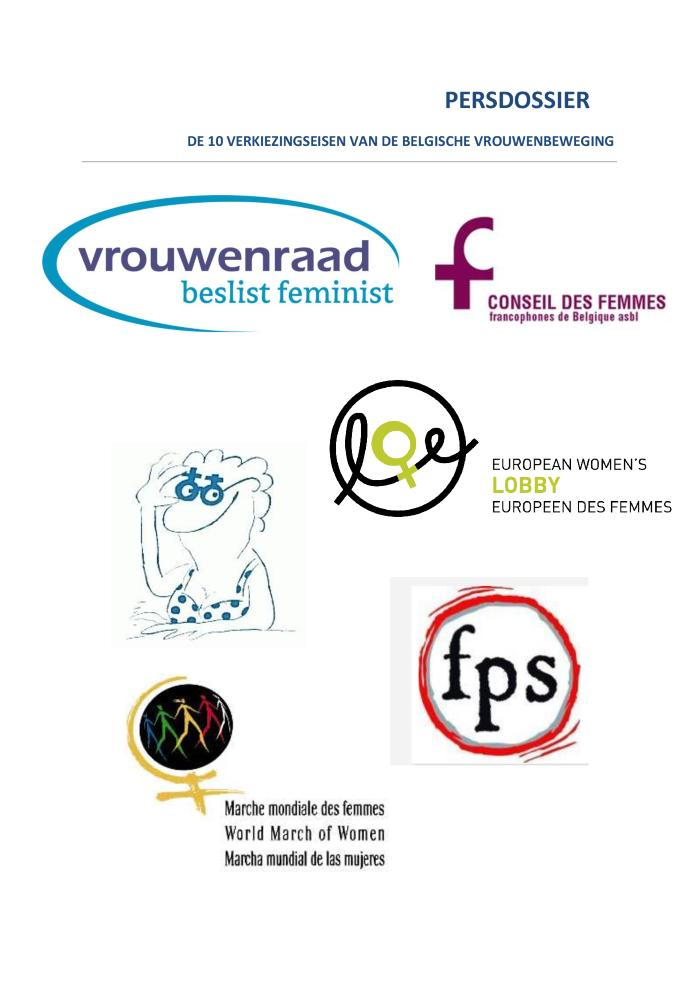 PERSDOSSIER
DE 10 VERKIEZINGSEISEN VAN DE BELGISCHE VROUWENBEWEGING
vrouwenraad
beslist feminist
CONSEIL DES FEMMES
francophones de Belgique asbl
loe
EUROPEAN WOMEN'S
LOBBY
EUROPEEN DES FEMMES
fps
Marche mondiale des femmes
World March of Women
Marcha mundial de las mujeres